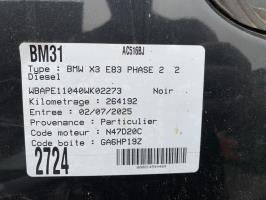 BM31 AC516BJ
Type : BMW X3 E83 PHASE 2 2
Diesel
WBAPE11040WK02273 Noir
Kilometrage : 264192
Entree : 02/07/2025
Provenance : Particulier
Code moteur : N47D20C
Code boite : GA6HP19Z
2724